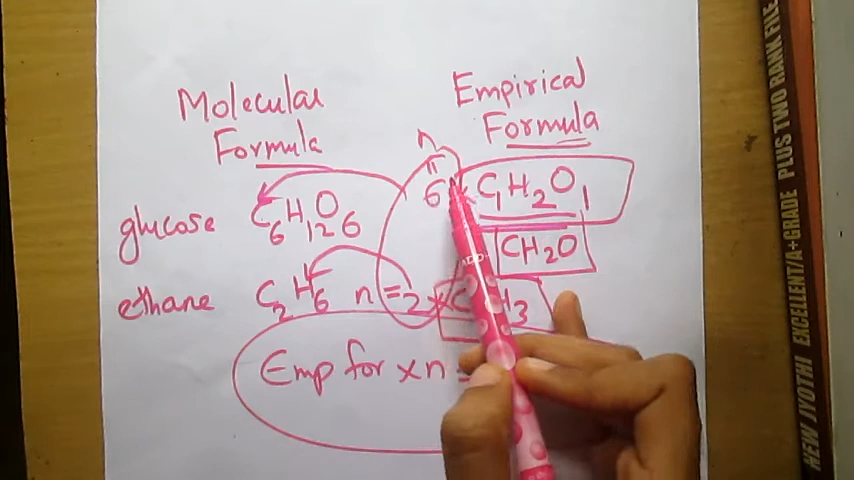 Molecular
Formula
Empirical
Formula
n
=
6 × C1H2O1
glucose C6H12O6
CH2O
ethane C2H6 n=2×CH3
Emp for ×n =
NEW JYOTHI EXCELLENT/A+GRADE PLUS TWO RANK FILE